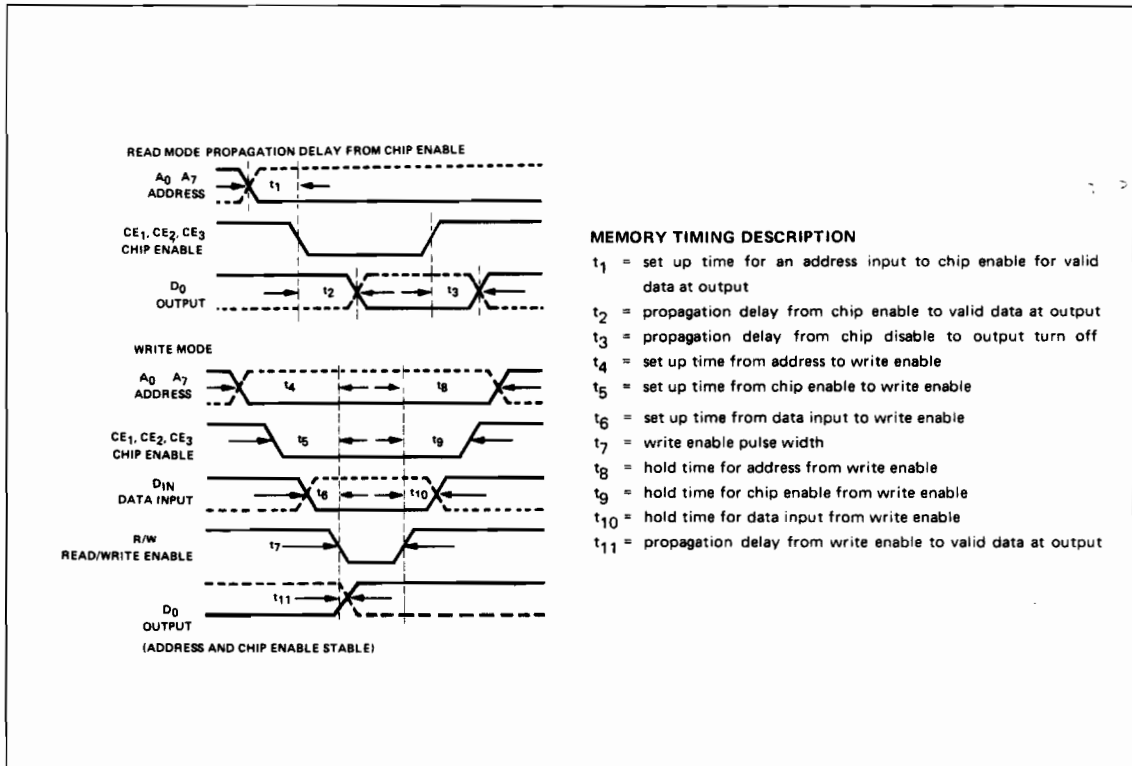 READ MODE PROPAGATION DELAY FROM CHIP ENABLE
A0 A7
ADDRESS
t1
CE1, CE2, CE3
CHIP ENABLE
D0
OUTPUT
t2
t3
WRITE MODE
A0 A7
ADDRESS
t4
t8
CE1, CE2, CE3
CHIP ENABLE
t5
t9
DIN
DATA INPUT
t6
t10
R/W
READ/WRITE ENABLE
t7
t11
D0
OUTPUT
(ADDRESS AND CHIP ENABLE STABLE)
MEMORY TIMING DESCRIPTION
t1 = set up time for an address input to chip enable for valid
data at output
t2 = propagation delay from chip enable to valid data at output
t3 = propagation delay from chip disable to output turn off
t4 = set up time from address to write enable
t5 = set up time from chip enable to write enable
t6 = set up time from data input to write enable
t7 = write enable pulse width
t8 = hold time for address from write enable
t9 = hold time for chip enable from write enable
t10 = hold time for data input from write enable
t11 = propagation delay from write enable to valid data at output